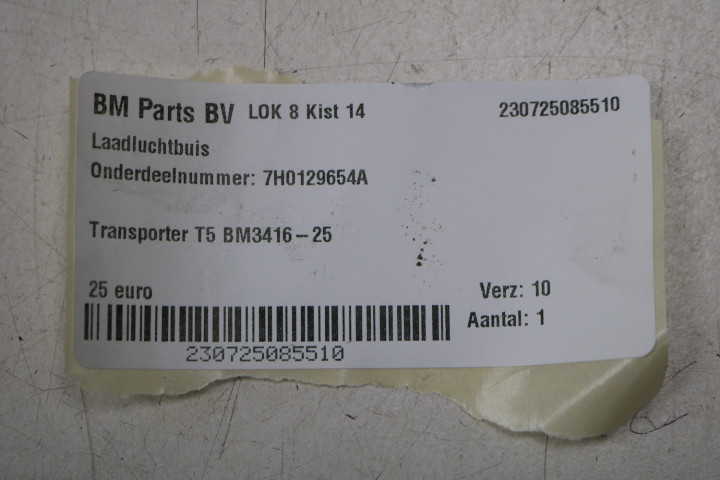 BM Parts BV LOK 8 Kist 14 230725085510
Laadluchtbuis
Onderdeelnummer: 7H0129654A
Transporter T5 BM3416-25
25 euro Verz: 10
Aantal: 1
230725085510